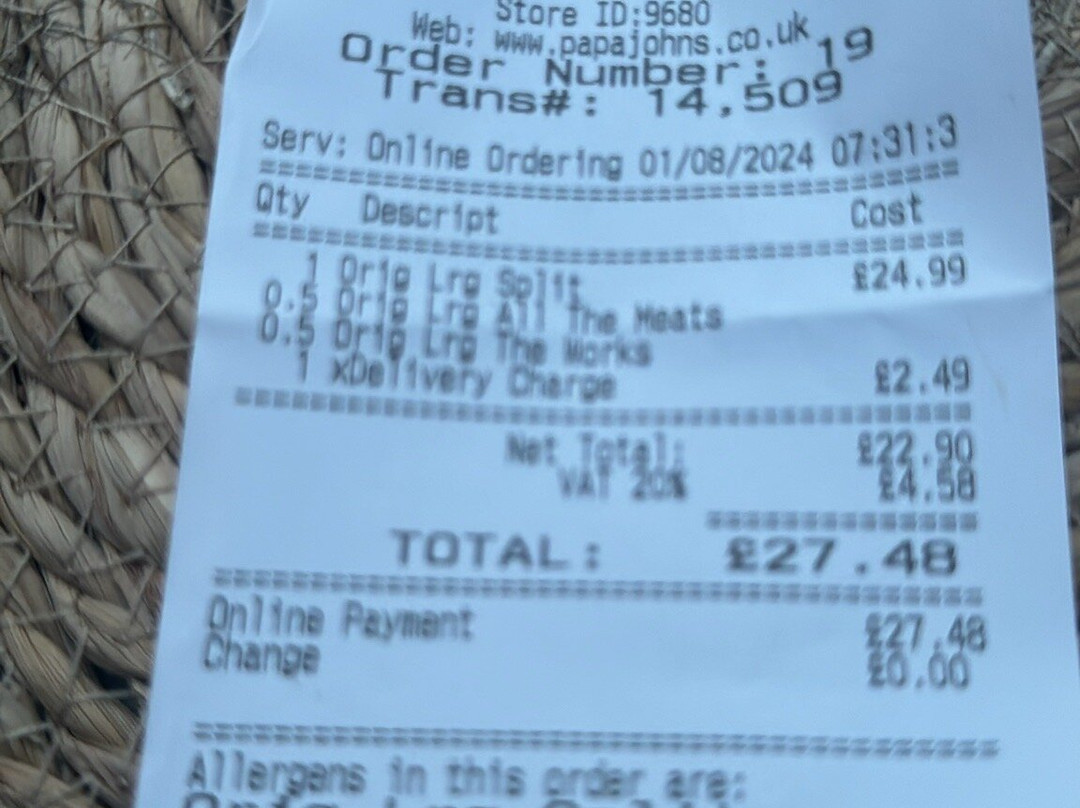 Store ID:9680
Web: www.papajohns.co.uk
Order Number: 19
Trans#: 14,509
Serv: Online Ordering 01/08/2024 07:31:3
==================================================
Qty Descript Cost
==================================================
1 Orig Lrg Split £24.99
0.5 Orig Lrg All The Meats
0.5 Orig Lrg The Works
1 xDelivery Charge £2.49
==================================================
Net Total: £22.90
VAT 20% £4.58
==================
TOTAL: £27.48
==================================================
Online Payment £27.48
Change £0.00
==================================================
Allergens in this order are: